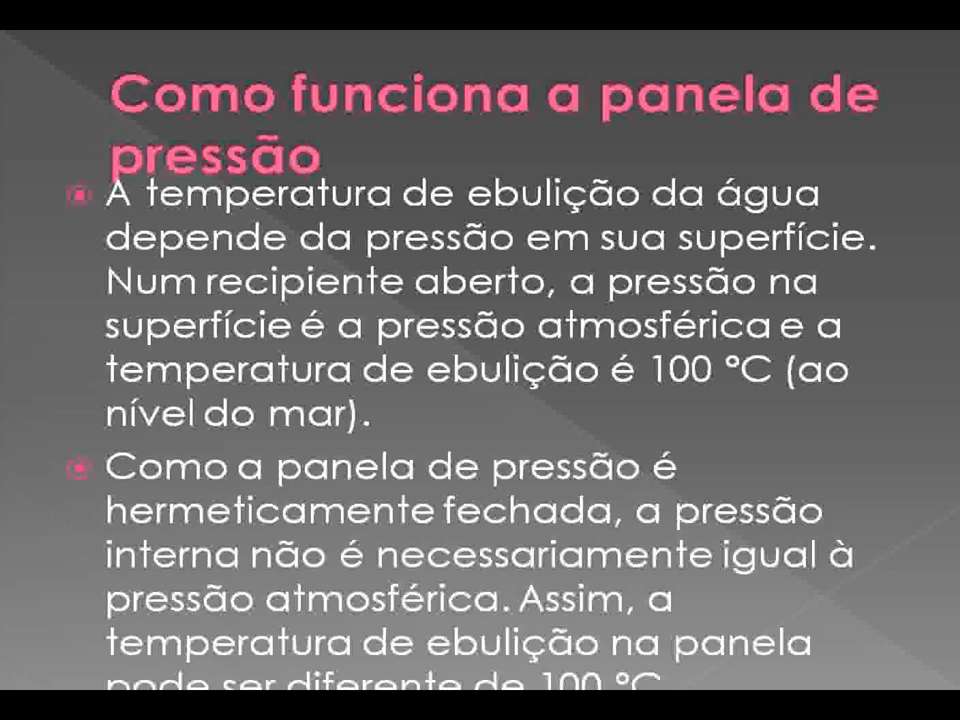 Como funciona a panela de
pressão
A temperatura de ebulição da água
depende da pressão em sua superfície.
Num recipiente aberto, a pressão na
superfície é a pressão atmosférica e a
temperatura de ebulição é 100 °C (ao
nível do mar).
Como a panela de pressão é
hermeticamente fechada, a pressão
interna não é necessariamente igual à
pressão atmosférica. Assim, a
temperatura de ebulição na panela
pode ser diferente de 100 °C